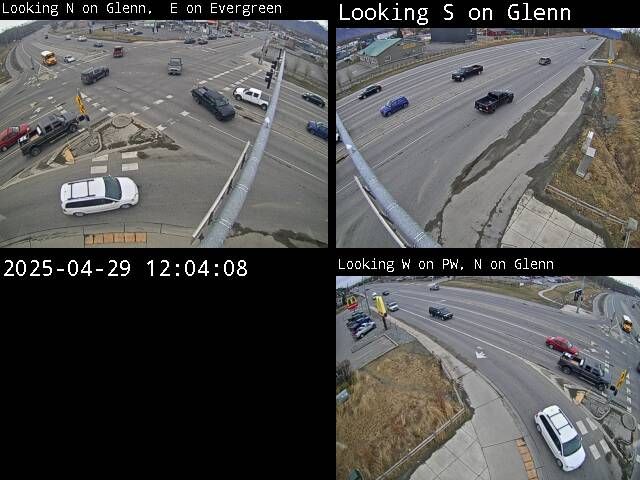 Looking N on Glenn,  E on Evergreen
Looking S on Glenn
2025-04-29 12:04:08
Looking W on PW, N on Glenn